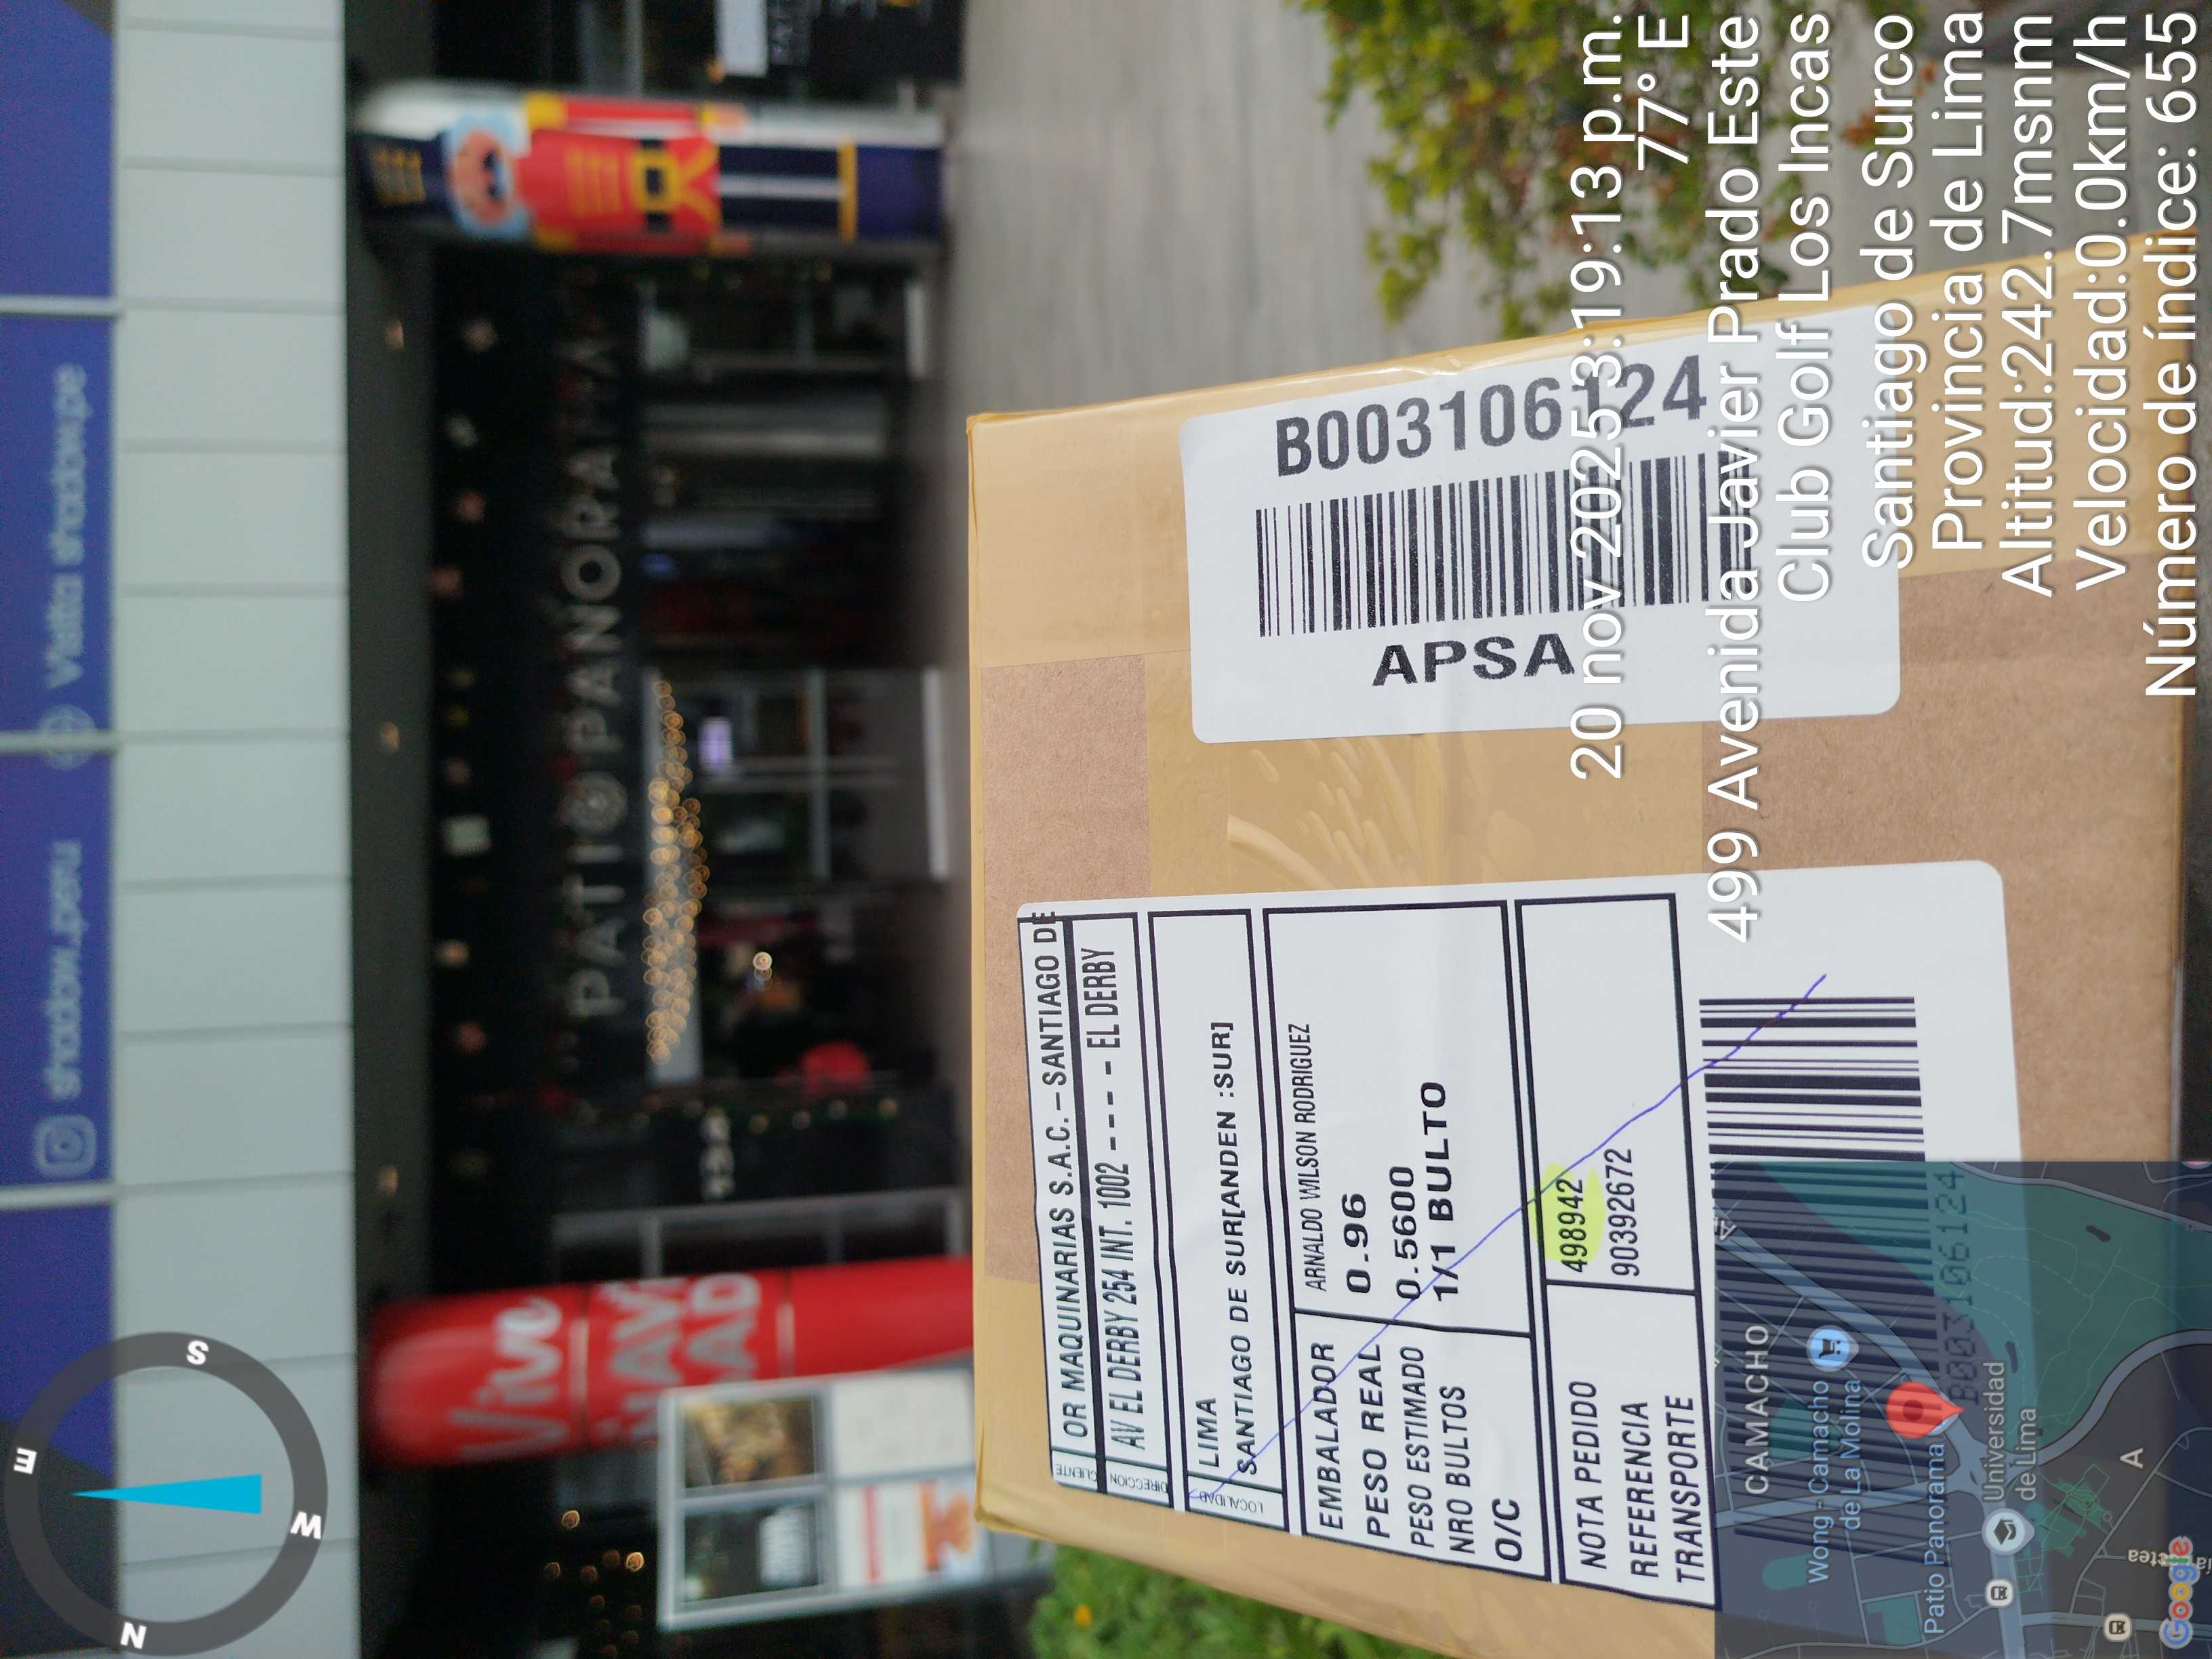 shadow.peru
Visita shadow.pe
PATIO PANORAMA
Vive
NAVI
DAD
OR MAQUINARIAS S.A.C. – SANTIAGO DE
CLIENTE
AV EL DERBY 254 INT. 1002 - - - - EL DERBY
DIRECCION
LIMA
SANTIAGO DE SUR[ANDEN :SUR]
LOCALIDAD
EMBALADOR ARNALDO WILSON RODRIGUEZ
PESO REAL 0.96
PESO ESTIMADO 0.5600
NRO BULTOS 1/1 BULTO
O/C
NOTA PEDIDO 498942
REFERENCIA 90392672
TRANSPORTE
B003106124
B003106124
APSA
20 nov 2025 3:19:13 p.m.
77° E
499 Avenida Javier Prado Este
Club Golf Los Incas
Santiago de Surco
Provincia de Lima
Altitud:242.7msnm
Velocidad:0.0km/h
Número de índice: 655
N
E
S
W
CAMACHO
Wong - Camacho
de La Molina
Patio Panorama
Universidad
de Lima
A
Google